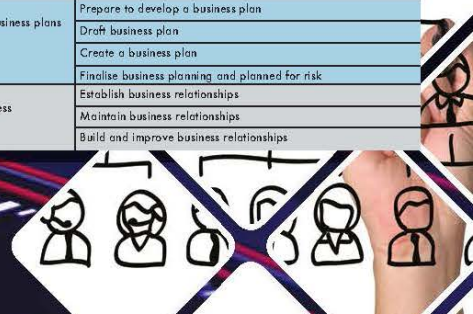 Prepare to develop a business plan
usiness plans
Draft business plan
Create a business plan
Finalise business planning and planned for risk
Establish business relationships
ess
Maintain business relationships
Build and improve business relationships